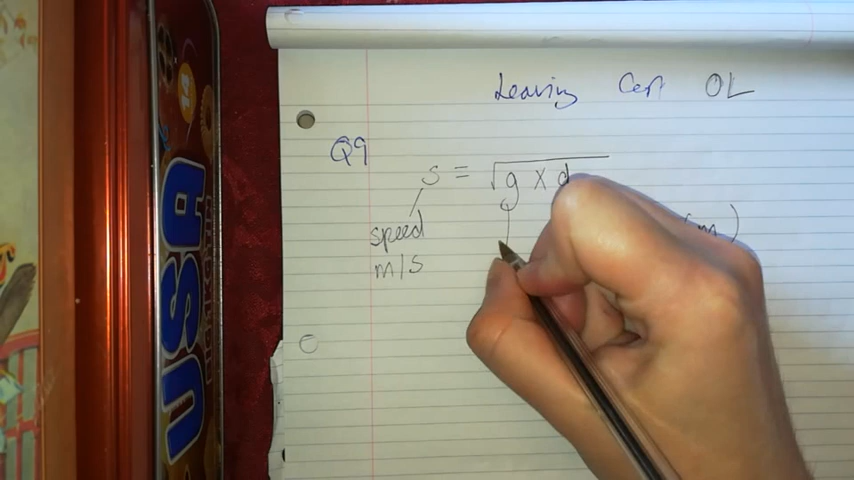 Leaving Cert OL
Q9
s = √g x d
speed
(m)
m/s
USA